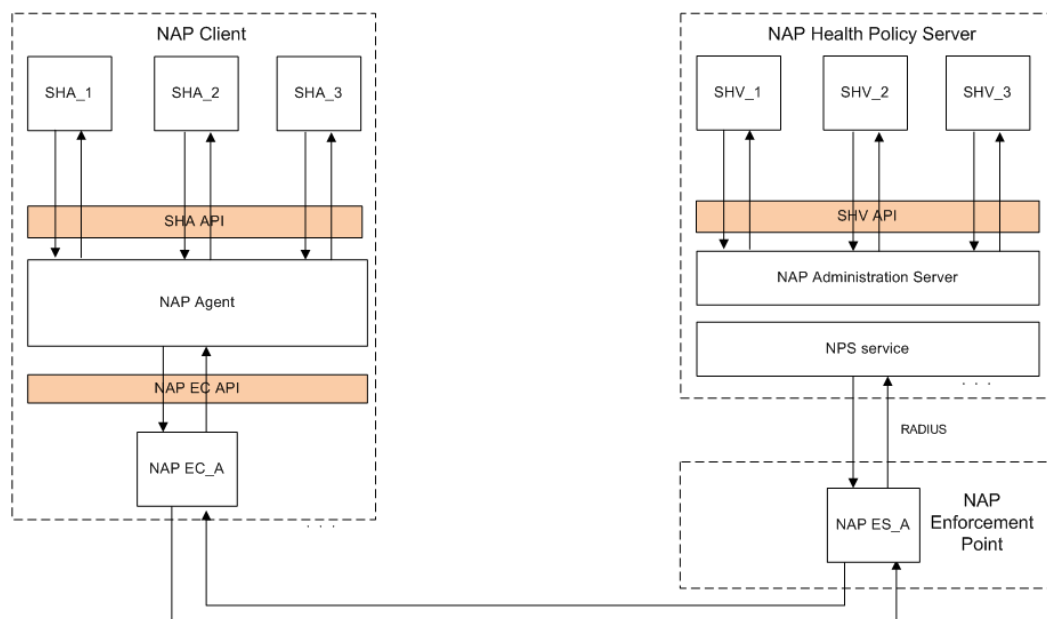 NAP Client
SHA_1
SHA_2
SHA_3
SHA API
NAP Agent
NAP EC API
NAP EC_A
. . .
NAP Health Policy Server
SHV_1
SHV_2
SHV_3
SHV API
NAP Administration Server
NPS service
. . .
RADIUS
NAP ES_A
NAP
Enforcement
Point